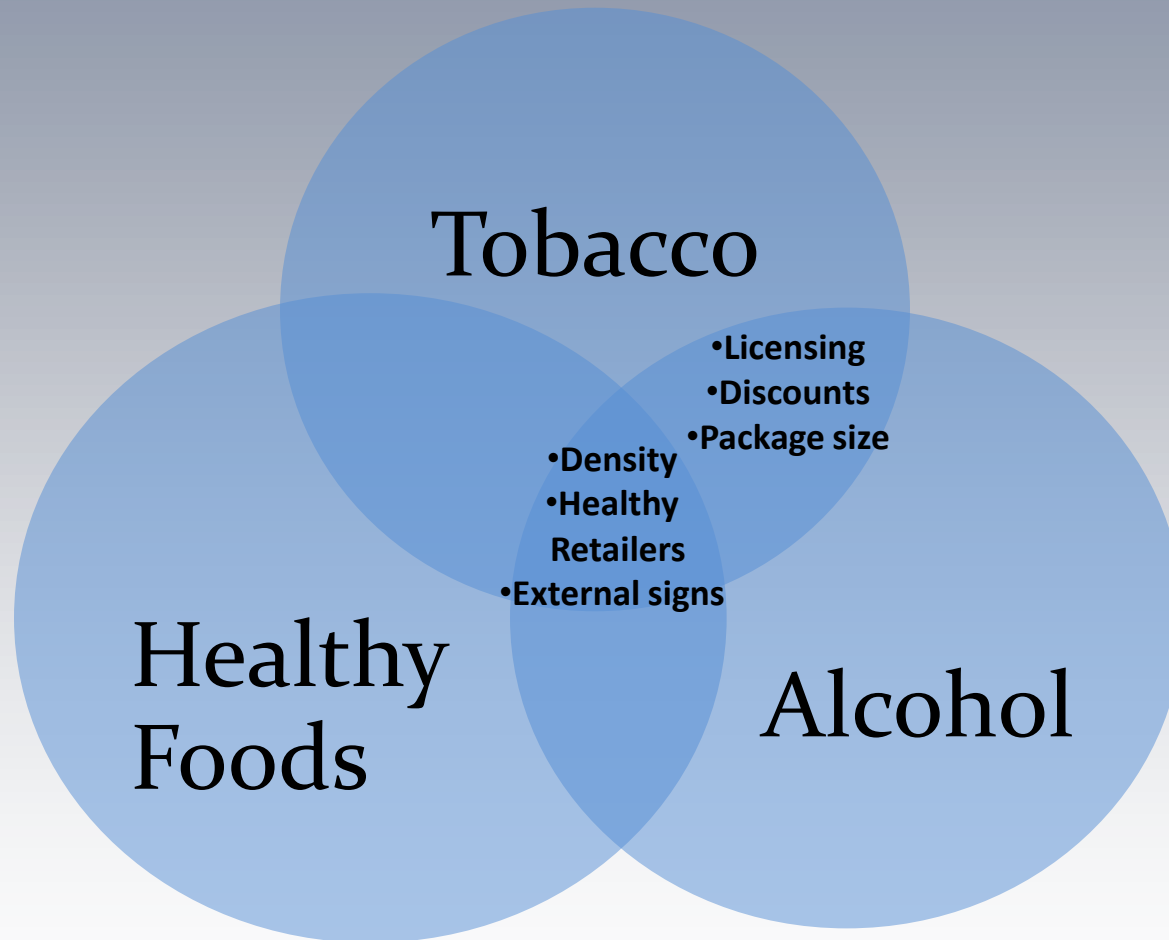 Tobacco
•Licensing
•Discounts
•Package size
•Density
•Healthy
Retailers
•External signs
Healthy
Foods
Alcohol